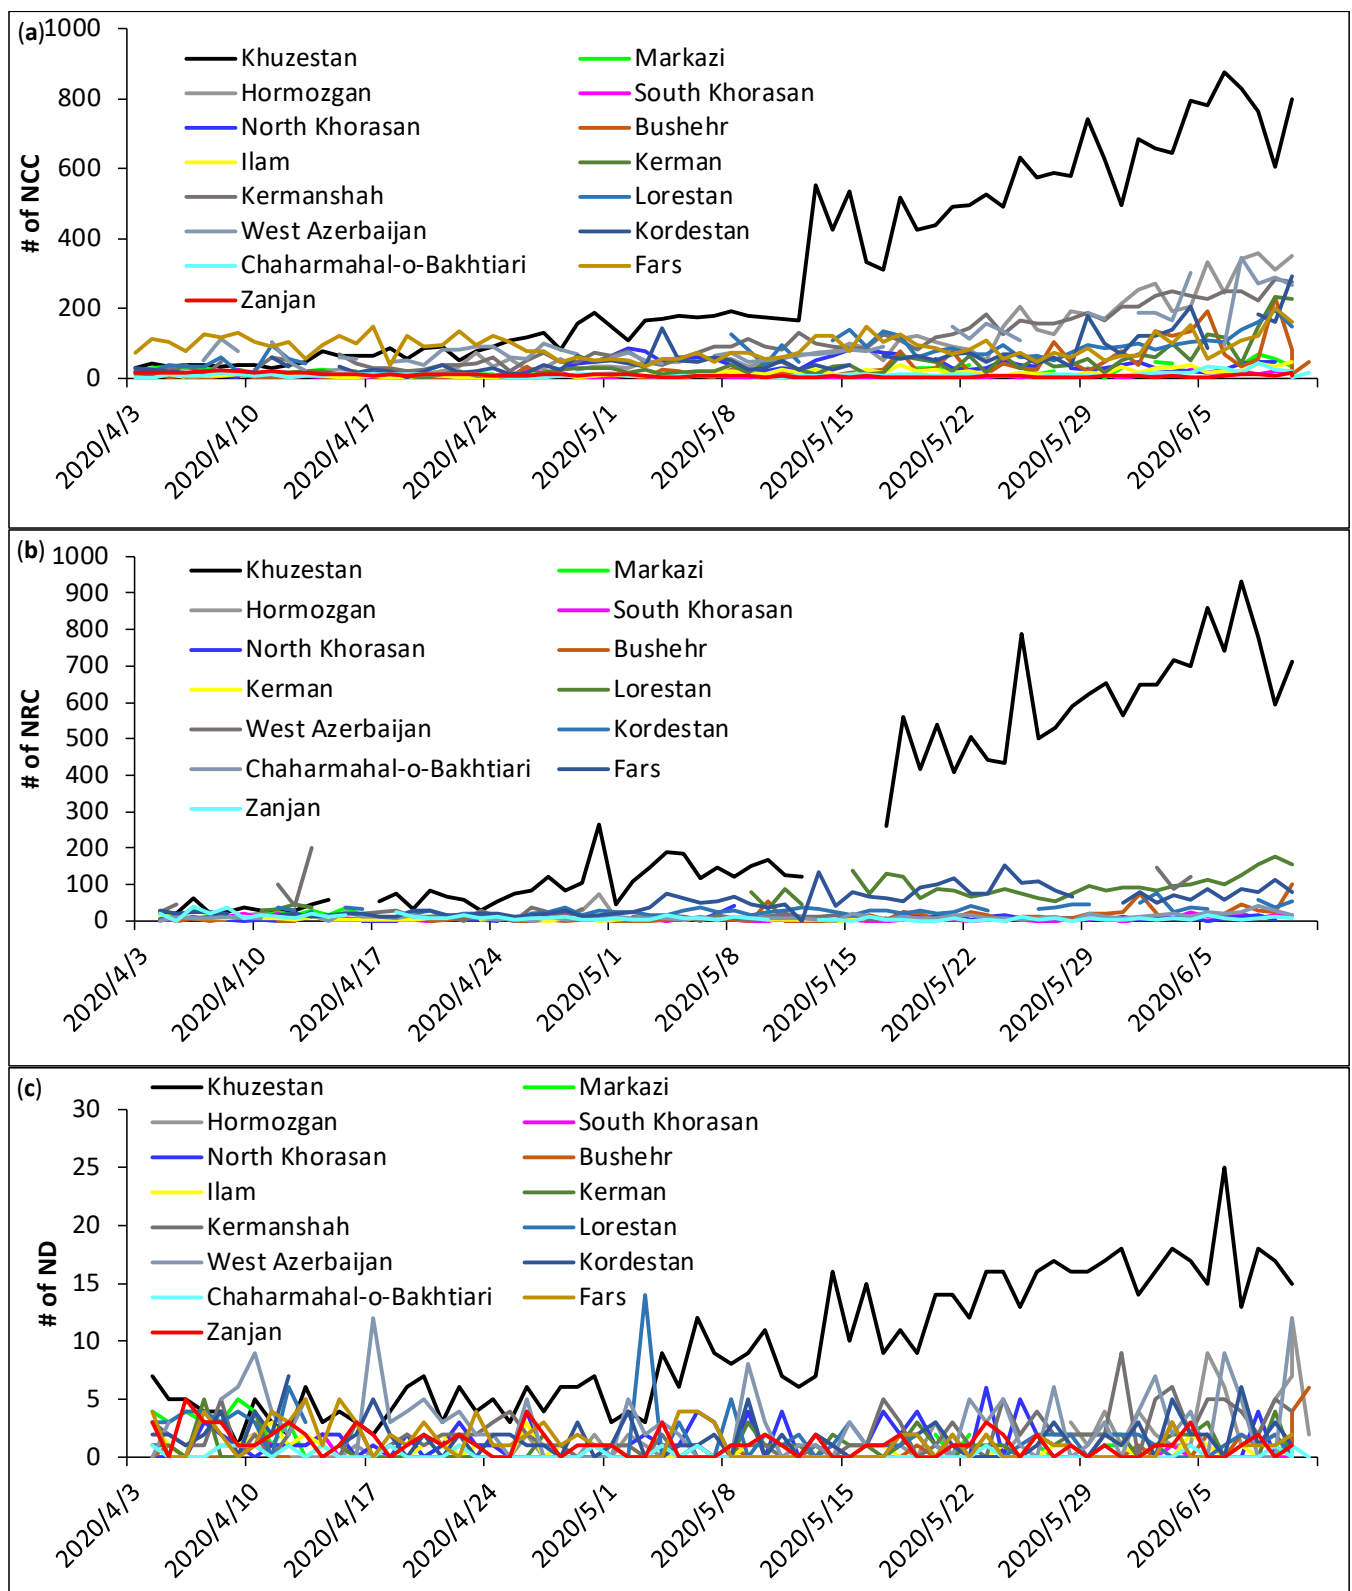 (a)
1000
800
600
400
200
0
# of NCC
Khuzestan Markazi
Hormozgan South Khorasan
North Khorasan Bushehr
Ilam Kerman
Kermanshah Lorestan
West Azerbaijan Kordestan
Chaharmahal-o-Bakhtiari Fars
Zanjan
2020/4/3 2020/4/10 2020/4/17 2020/4/24 2020/5/1 2020/5/8 2020/5/15 2020/5/22 2020/5/29 2020/6/5
(b)
1000
900
800
700
600
500
400
300
200
100
0
# of NRC
Khuzestan Markazi
Hormozgan South Khorasan
North Khorasan Bushehr
Kerman Lorestan
West Azerbaijan Kordestan
Chaharmahal-o-Bakhtiari Fars
Zanjan
2020/4/3 2020/4/10 2020/4/17 2020/4/24 2020/5/1 2020/5/8 2020/5/15 2020/5/22 2020/5/29 2020/6/5
(c)
30
25
20
15
10
5
0
# of ND
Khuzestan Markazi
Hormozgan South Khorasan
North Khorasan Bushehr
Ilam Kerman
Kermanshah Lorestan
West Azerbaijan Kordestan
Chaharmahal-o-Bakhtiari Fars
Zanjan
2020/4/3 2020/4/10 2020/4/17 2020/4/24 2020/5/1 2020/5/8 2020/5/15 2020/5/22 2020/5/29 2020/6/5